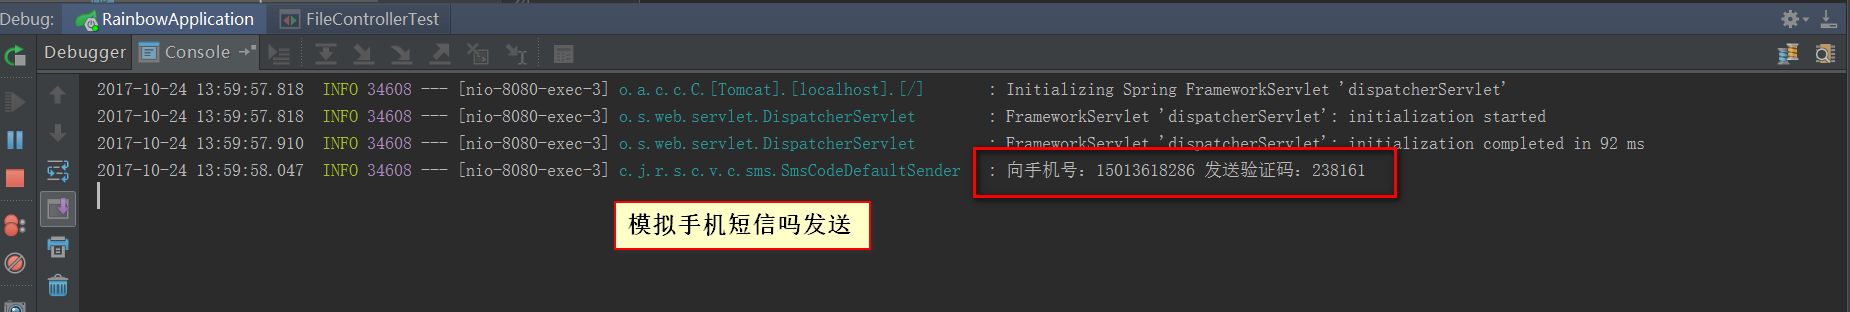 Debug: RainbowApplication FileControllerTest
Debugger Console
2017-10-24 13:59:57.818 INFO 34608 --- [nio-8080-exec-3] o.a.c.c.C.[Tomcat].[localhost].[/] : Initializing Spring FrameworkServlet 'dispatcherServlet'
2017-10-24 13:59:57.818 INFO 34608 --- [nio-8080-exec-3] o.s.web.servlet.DispatcherServlet : FrameworkServlet 'dispatcherServlet': initialization started
2017-10-24 13:59:57.910 INFO 34608 --- [nio-8080-exec-3] o.s.web.servlet.DispatcherServlet : FrameworkServlet 'dispatcherServlet': initialization completed in 92 ms
2017-10-24 13:59:58.047 INFO 34608 --- [nio-8080-exec-3] c.j.r.s.c.v.c.sms.SmsCodeDefaultSender : 向手机号：15013618286 发送验证码：238161
模拟手机短信吗发送